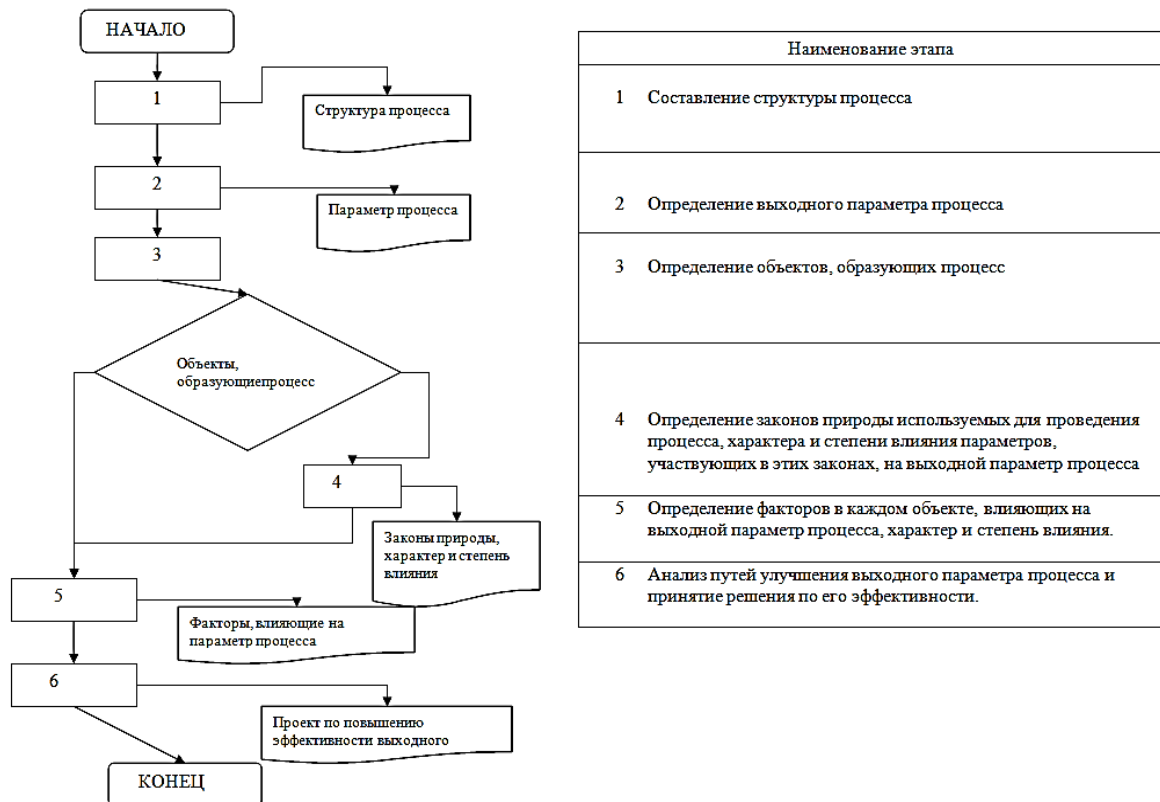 НАЧАЛО
1
Структура процесса
2
Параметр процесса
3
Объекты,
образующиепроцесс
4
Законы природы,
характер и степень
влияния
5
Факторы, влияющие на
параметр процесса
6
Проект по повышению
эффективности выходного
КОНЕЦ
Наименование этапа
1 Составление структуры процесса
2 Определение выходного параметра процесса
3 Определение объектов, образующих процесс
4 Определение законов природы используемых для проведения
процесса, характера и степени влияния параметров,
участвующих в этих законах, на выходной параметр процесса
5 Определение факторов в каждом объекте, влияющих на
выходной параметр процесса, характер и степень влияния.
6 Анализ путей улучшения выходного параметра процесса и
принятие решения по его эффективности.